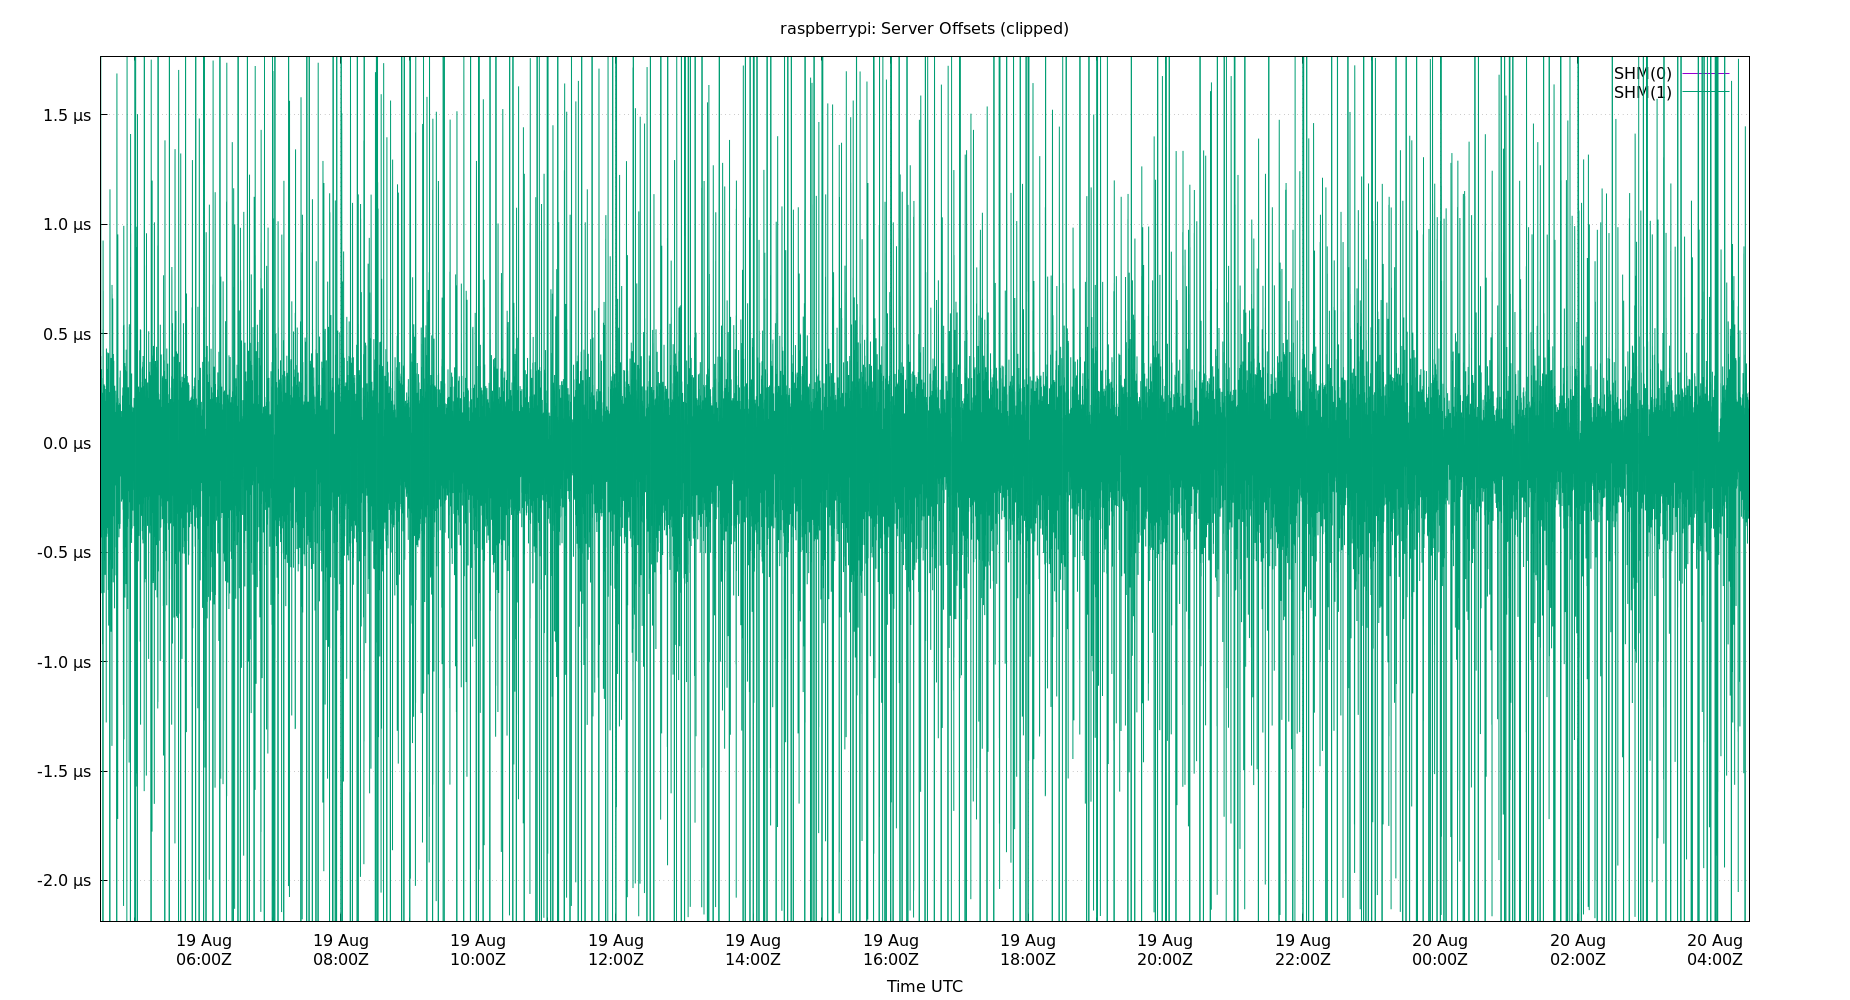 raspberrypi: Server Offsets (clipped)
SHM(0)
SHM(1)
1.5 µs
1.0 µs
0.5 µs
0.0 µs
-0.5 µs
-1.0 µs
-1.5 µs
-2.0 µs
19 Aug 19 Aug 19 Aug 19 Aug 19 Aug 19 Aug 19 Aug 19 Aug 19 Aug 20 Aug 20 Aug 20 Aug
06:00Z 08:00Z 10:00Z 12:00Z 14:00Z 16:00Z 18:00Z 20:00Z 22:00Z 00:00Z 02:00Z 04:00Z
Time UTC